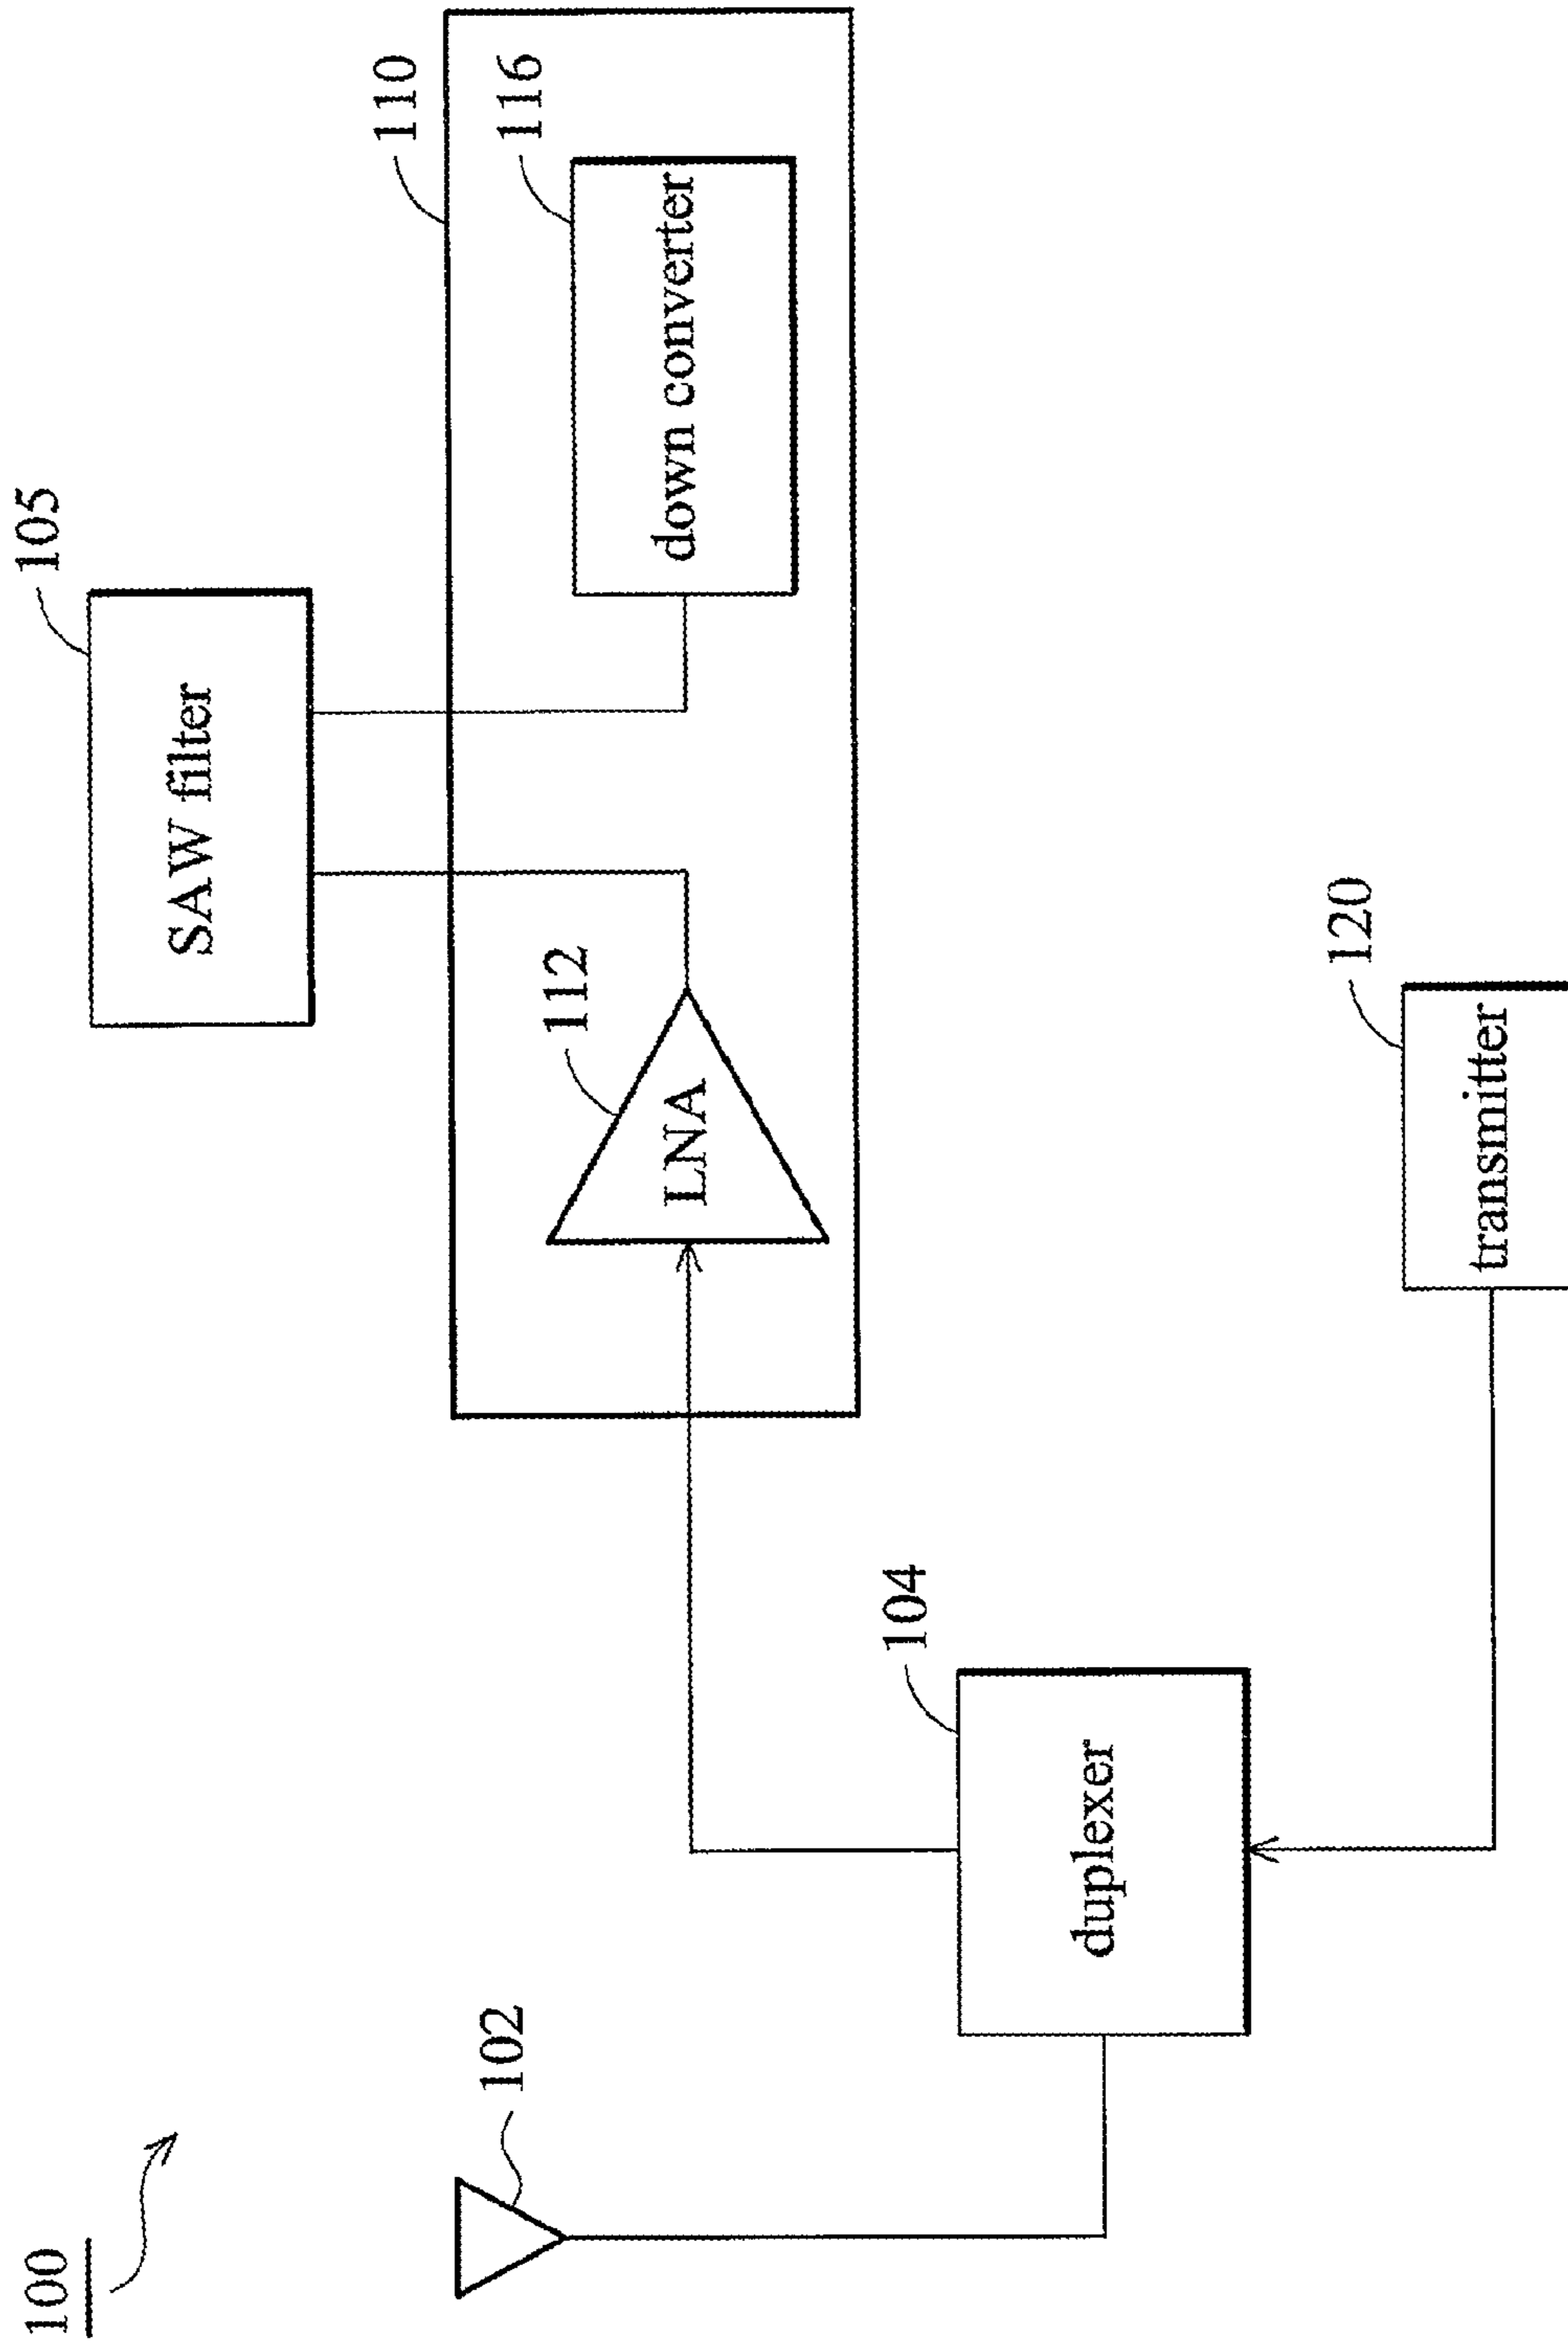 100
102
104
duplexer
105
SAW filter
110
112
LNA
116
down converter
120
transmitter